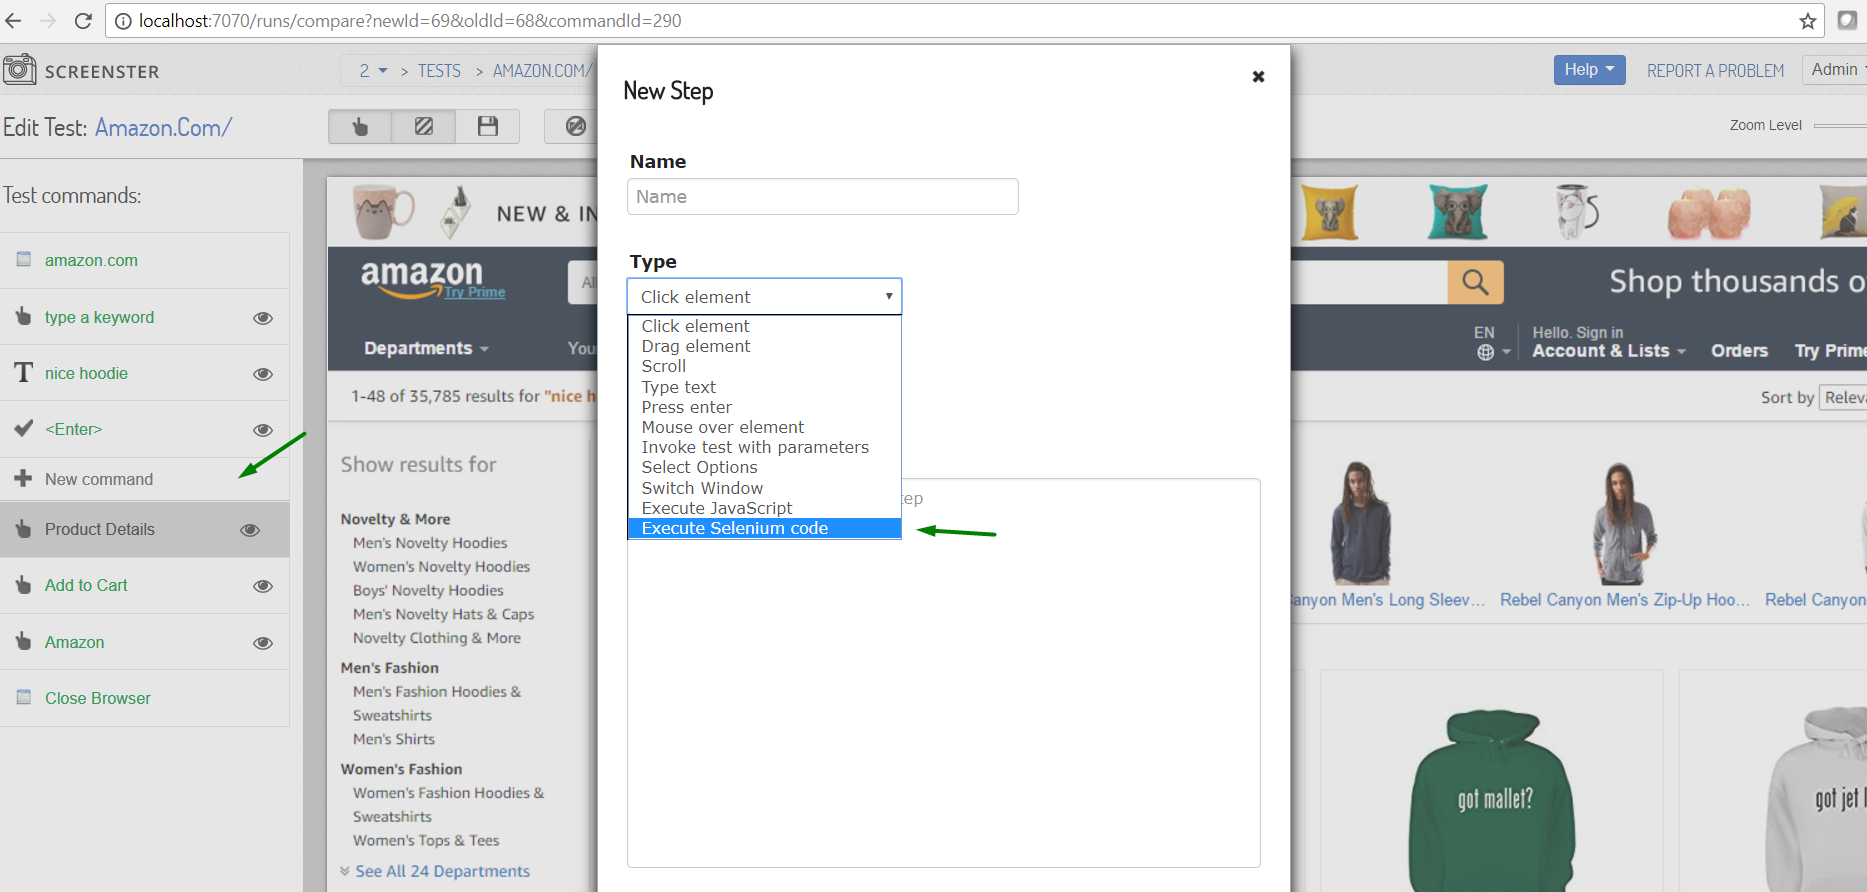 localhost:7070/runs/compare?newId=69&oldId=68&commandId=290
SCREENSTER
2 > TESTS > AMAZON.COM/
Help
REPORT A PROBLEM
Admin
Edit Test: Amazon.Com/
Zoom Level
Test commands:
amazon.com
type a keyword
T nice hoodie
<Enter>
New command
Product Details
Add to Cart
Amazon
Close Browser
New Step
Name
Name
Type
Click element
Click element
Drag element
Scroll
Type text
Press enter
Mouse over element
Invoke test with parameters
Select Options
Switch Window
Execute JavaScript
Execute Selenium code
NEW & IN
amazon
Try Prime
All
Shop thousands o
Departments
You
EN
Hello. Sign in
Account & Lists
Orders
Try Prime
1-48 of 35,785 results for "nice h
Sort by Releva
Show results for
Novelty & More
Men's Novelty Hoodies
Women's Novelty Hoodies
Boys' Novelty Hoodies
Men's Novelty Hats & Caps
Novelty Clothing & More
Men's Fashion
Men's Fashion Hoodies &
Sweatshirts
Men's Shirts
Women's Fashion
Women's Fashion Hoodies &
Sweatshirts
Women's Tops & Tees
See All 24 Departments
anyon Men's Long Sleev...
Rebel Canyon Men's Zip-Up Hoo...
Rebel Canyon
got mallet?
got jet